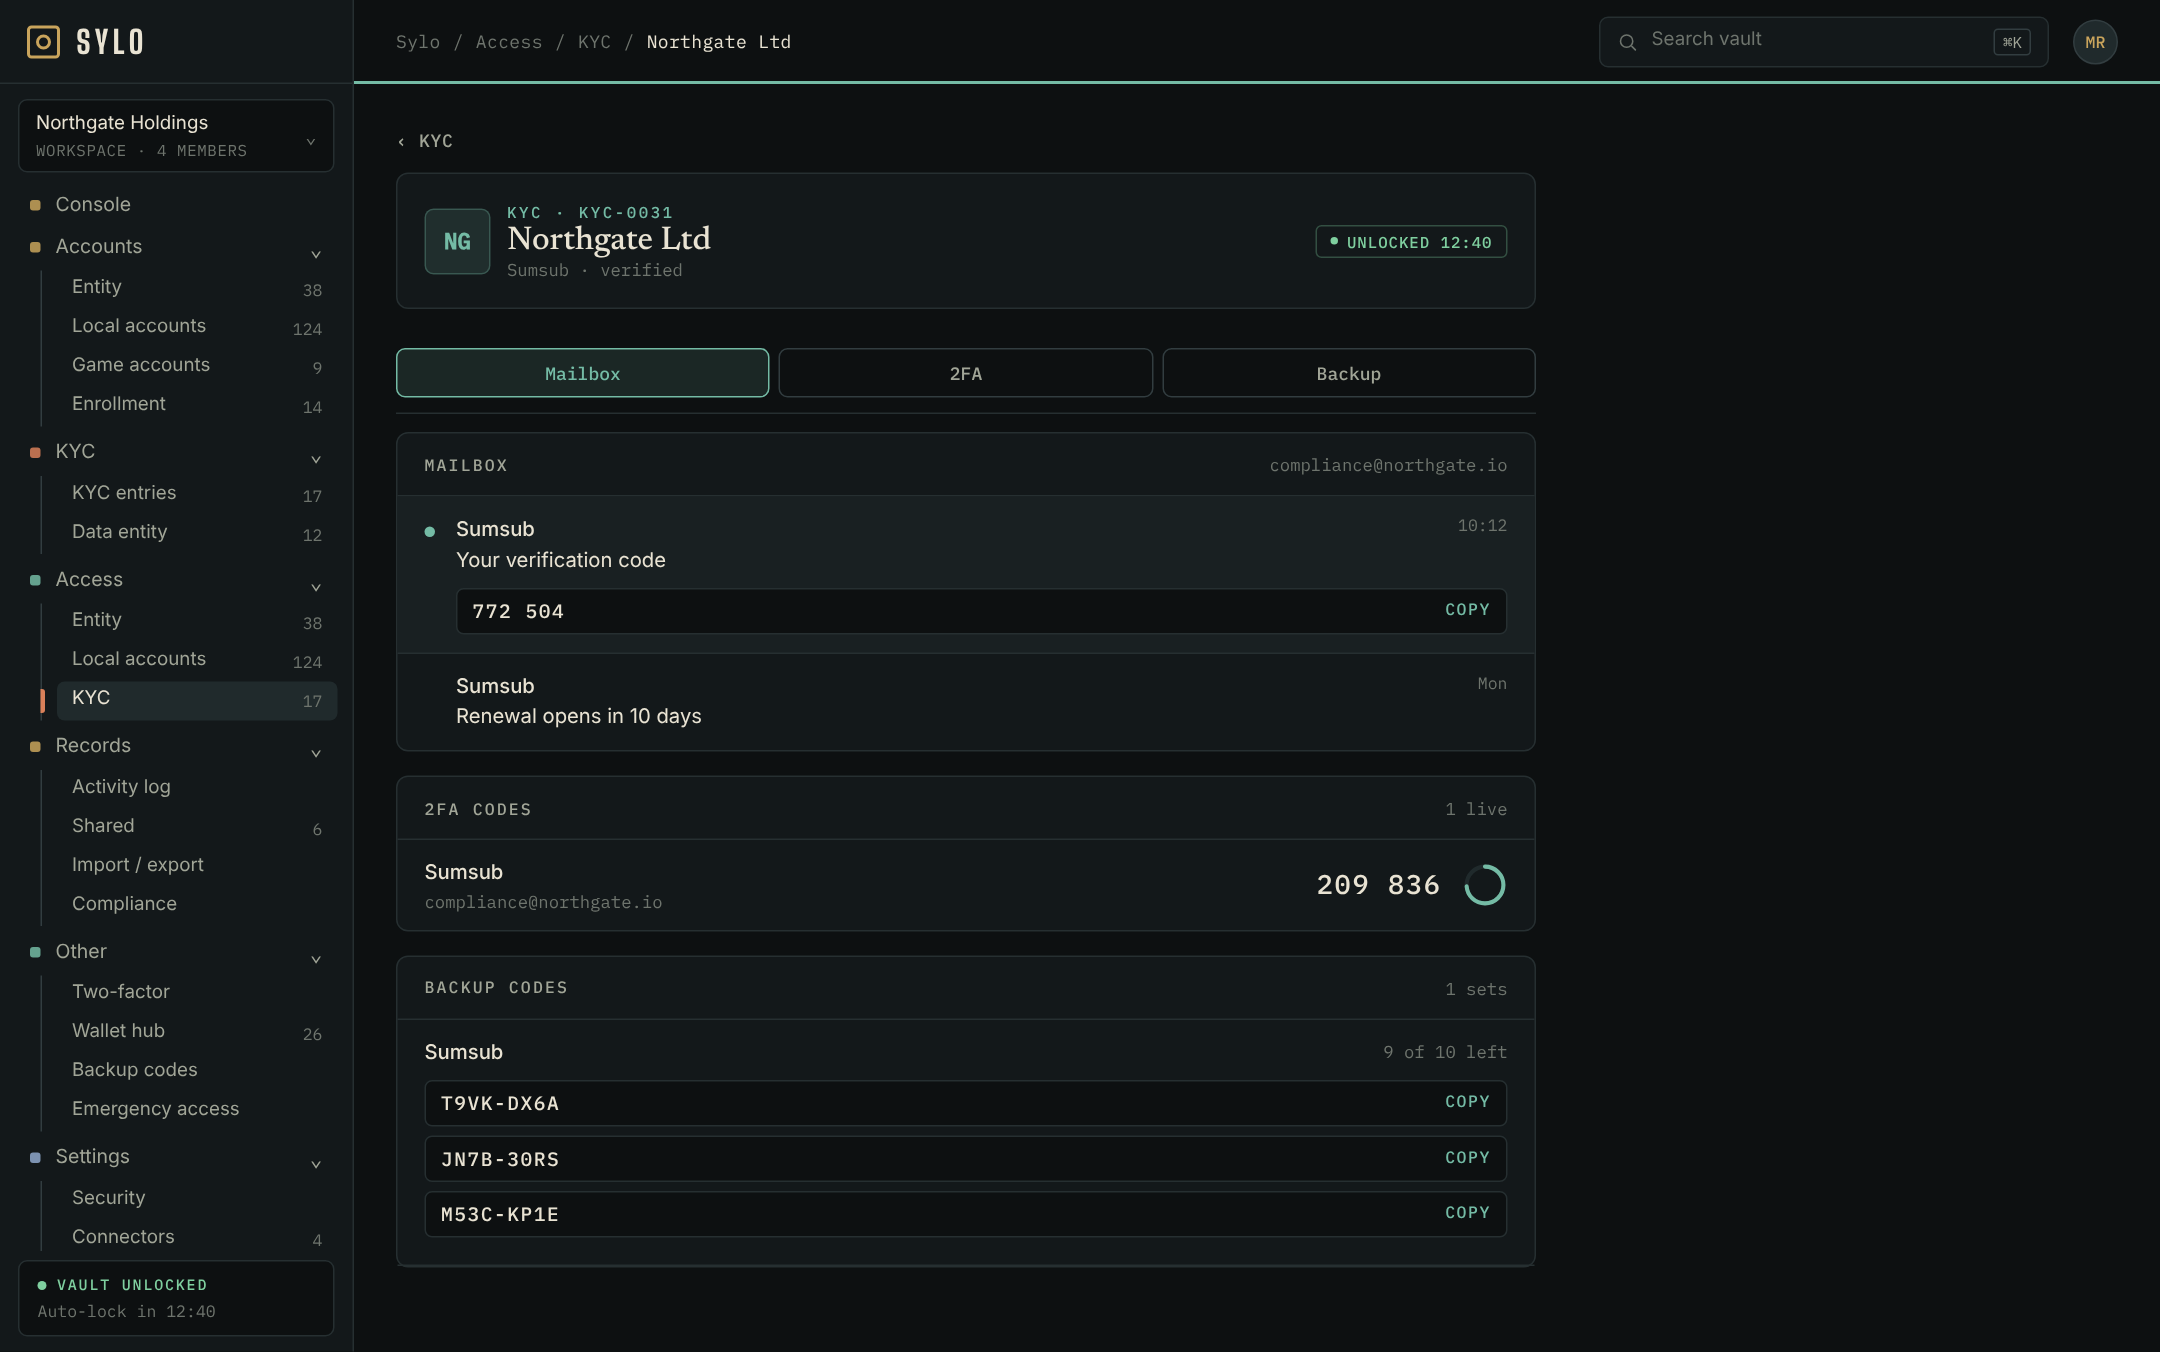 SYLO
Sylo / Access / KYC / Northgate Ltd
Search vault
⌘K
MR
Northgate Holdings
WORKSPACE · 4 MEMBERS
Console
Accounts
Entity 38
Local accounts 124
Game accounts 9
Enrollment 14
KYC
KYC entries 17
Data entity 12
Access
Entity 38
Local accounts 124
KYC 17
Records
Activity log
Shared 6
Import / export
Compliance
Other
Two-factor
Wallet hub 26
Backup codes
Emergency access
Settings
Security
Connectors 4
VAULT UNLOCKED
Auto-lock in 12:40
‹ KYC
NG
KYC · KYC-0031
Northgate Ltd
Sumsub · verified
UNLOCKED 12:40
Mailbox
2FA
Backup
MAILBOX compliance@northgate.io
Sumsub 10:12
Your verification code
772 504 COPY
Sumsub Mon
Renewal opens in 10 days
2FA CODES 1 live
Sumsub
compliance@northgate.io
209 836
BACKUP CODES 1 sets
Sumsub 9 of 10 left
T9VK-DX6A COPY
JN7B-30RS COPY
M53C-KP1E COPY